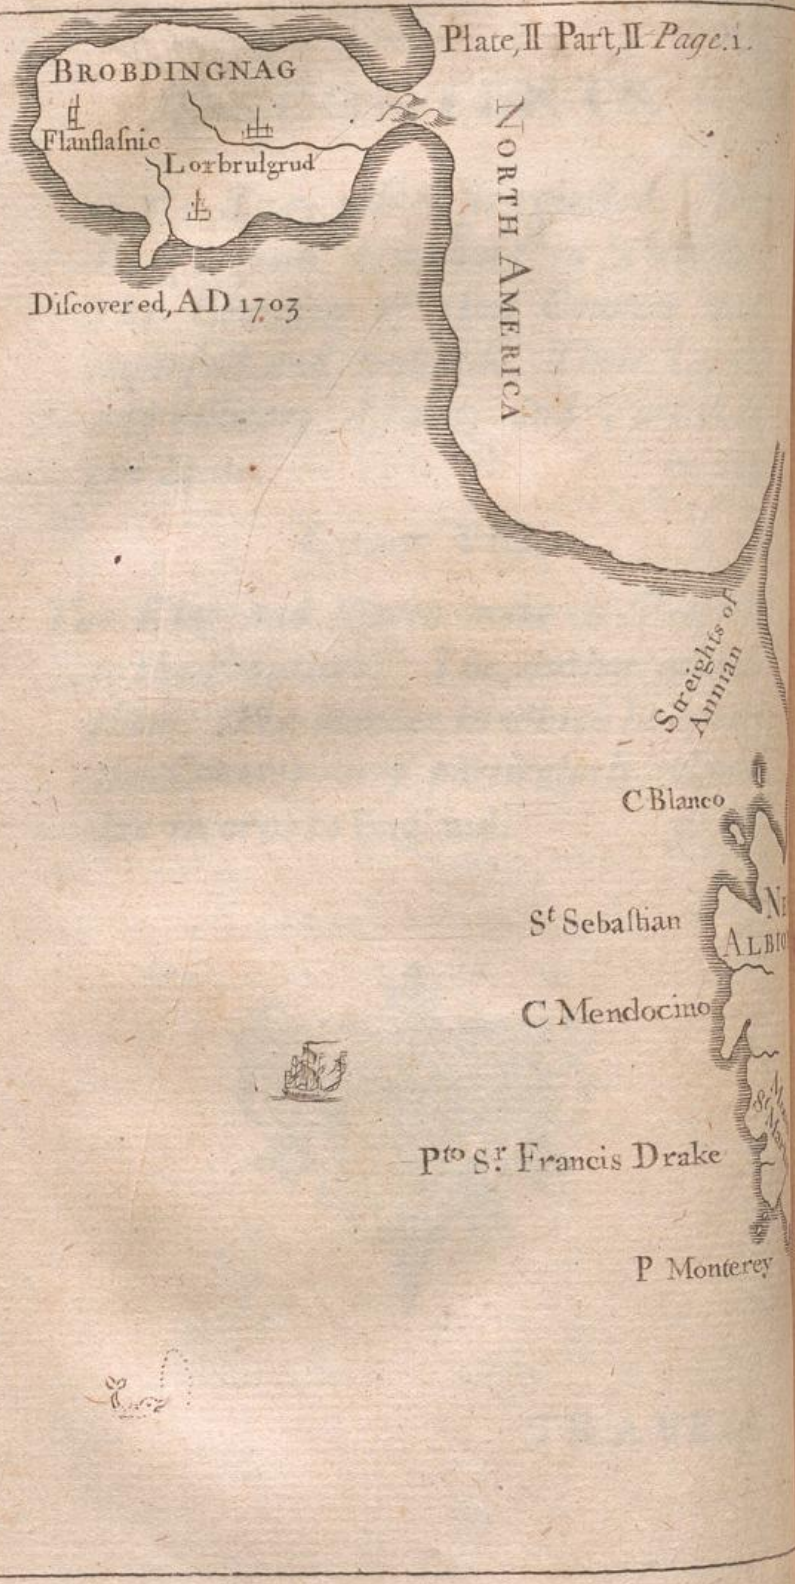 Plate, II Part, II Page. 1.
BROBDINGNAG
Flanflaſnic
Lorbrulgrud
Diſcovered, AD 1703
NORTH AMERICA
Streights of
Annian
C Blanco
St Sebaſtian
ALBIO
C Mendocino
Pto Sr. Francis Drake
P Monterey